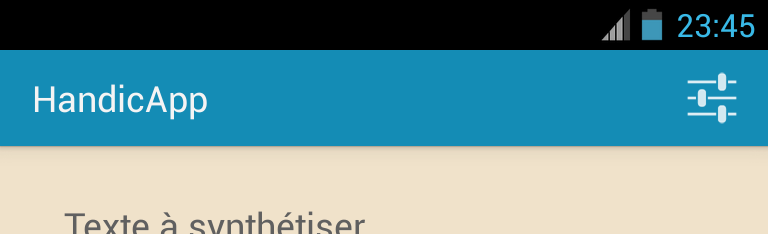 23:45
HandicApp
Texte à synthétiser